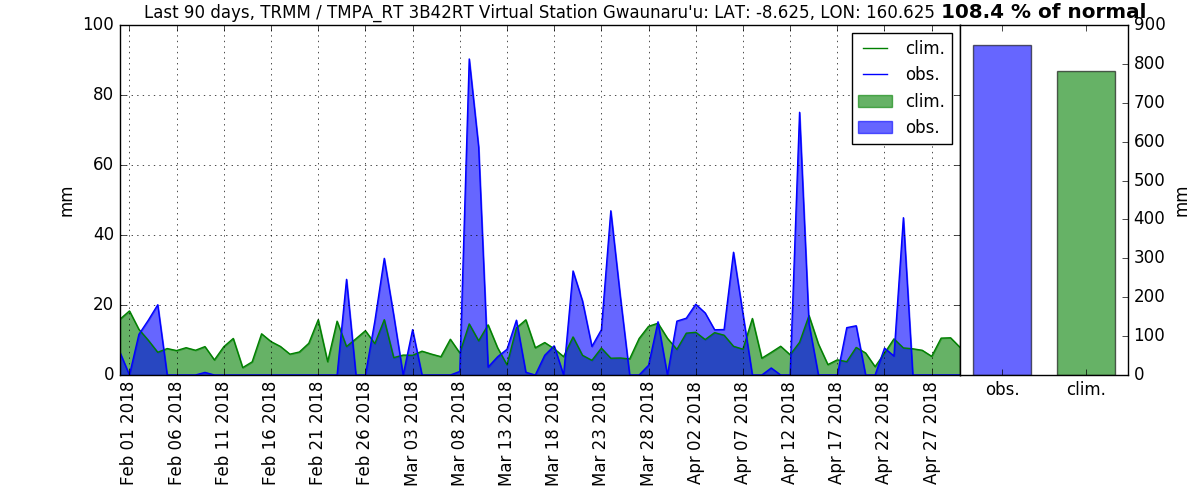 Last 90 days, TRMM / TMPA_RT 3B42RT Virtual Station Gwaunaru'u: LAT: -8.625, LON: 160.625 108.4 % of normal
100
80
60
40
20
0
mm
clim.
obs.
clim.
obs.
900
800
700
600
500
400
300
200
100
0
mm
Feb 01 2018
Feb 06 2018
Feb 11 2018
Feb 16 2018
Feb 21 2018
Feb 26 2018
Mar 03 2018
Mar 08 2018
Mar 13 2018
Mar 18 2018
Mar 23 2018
Mar 28 2018
Apr 02 2018
Apr 07 2018
Apr 12 2018
Apr 17 2018
Apr 22 2018
Apr 27 2018
obs.
clim.